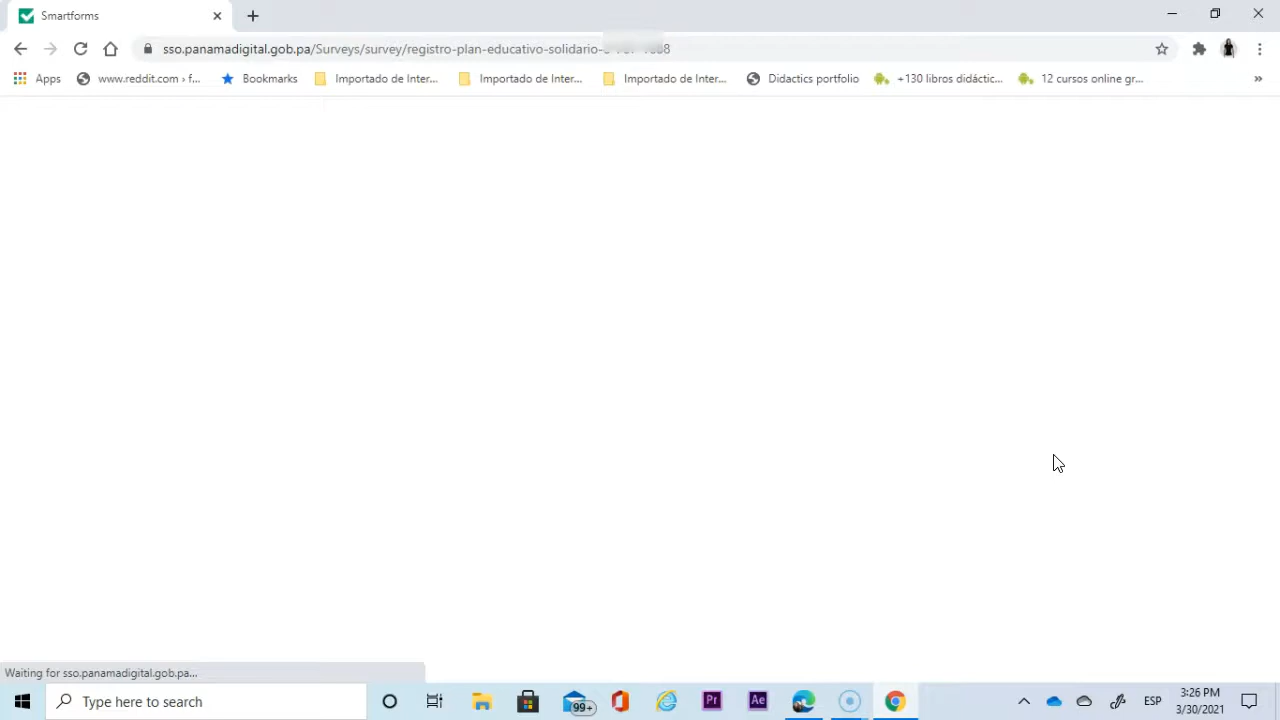 Smartforms
sso.panamadigital.gob.pa/Surveys/survey/registro-plan-educativo-solidario-
Apps www.reddit.com › f... Bookmarks Importado de Inter... Importado de Inter... Importado de Inter... Didactics portfolio +130 libros didáctic... 12 cursos online gr... »
Waiting for sso.panamadigital.gob.pa...
Type here to search 99+ Pr Ae ESP 3:26 PM
3/30/2021